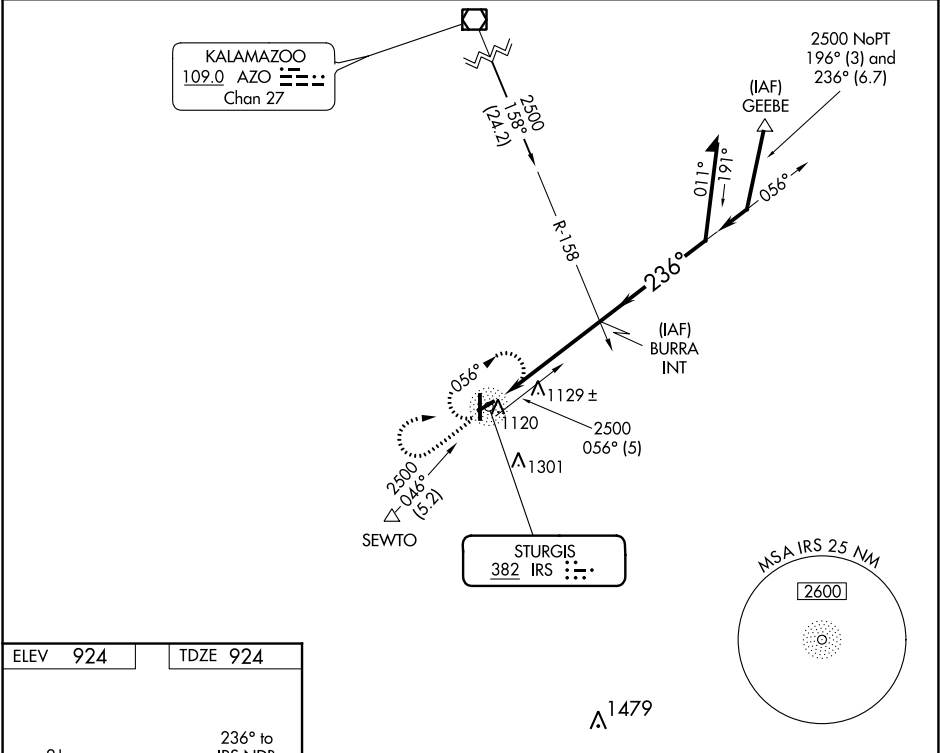 KALAMAZOO
109.0 AZO
Chan 27
2500
158°
(24.2)
R-158
2500 NoPT
196° (3) and
236° (6.7)
(IAF)
GEEBE
011°
191°
056°
236°
(IAF)
BURRA
INT
056°
1129 ±
1120
2500
056° (5)
1301
2500
046°
(5.2)
SEWTO
STURGIS
382 IRS
MSA IRS 25 NM
2600
ELEV 924
TDZE 924
1479
236° to
IRS NDB